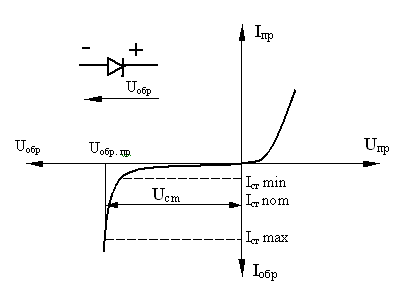 Iпр
- +
Uобр
Uобр Uобр. пр. Uпр
Iст min
Uст Iст nom
Iст max
Iобр